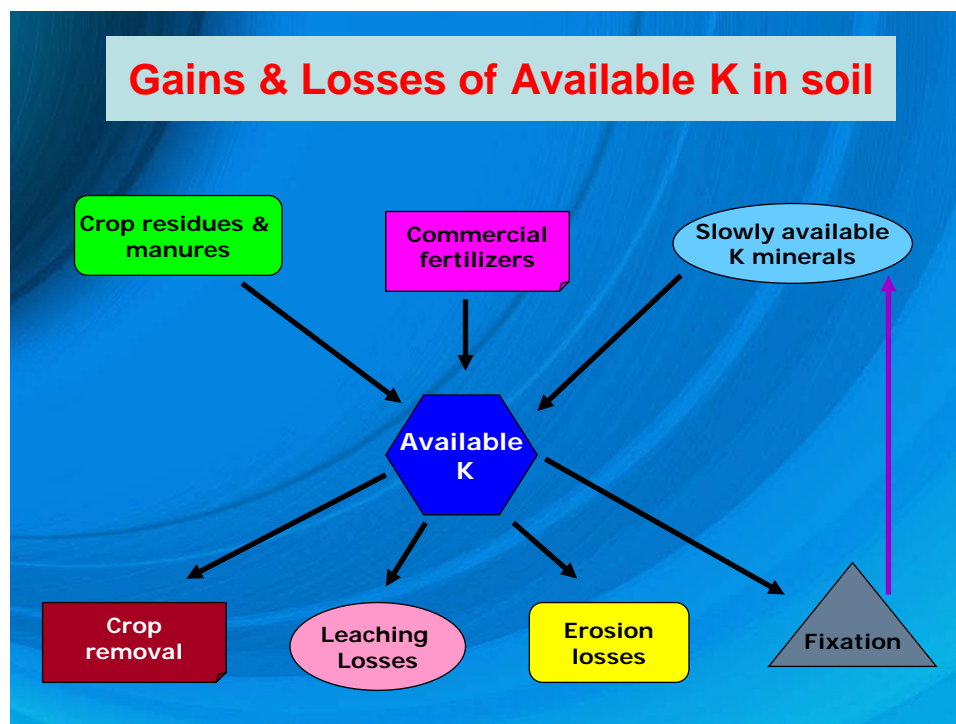 Gains & Losses of Available K in soil
Crop residues &
manures
Commercial
fertilizers
Slowly available
K minerals
Available
K
Crop
removal
Leaching
Losses
Erosion
losses
Fixation